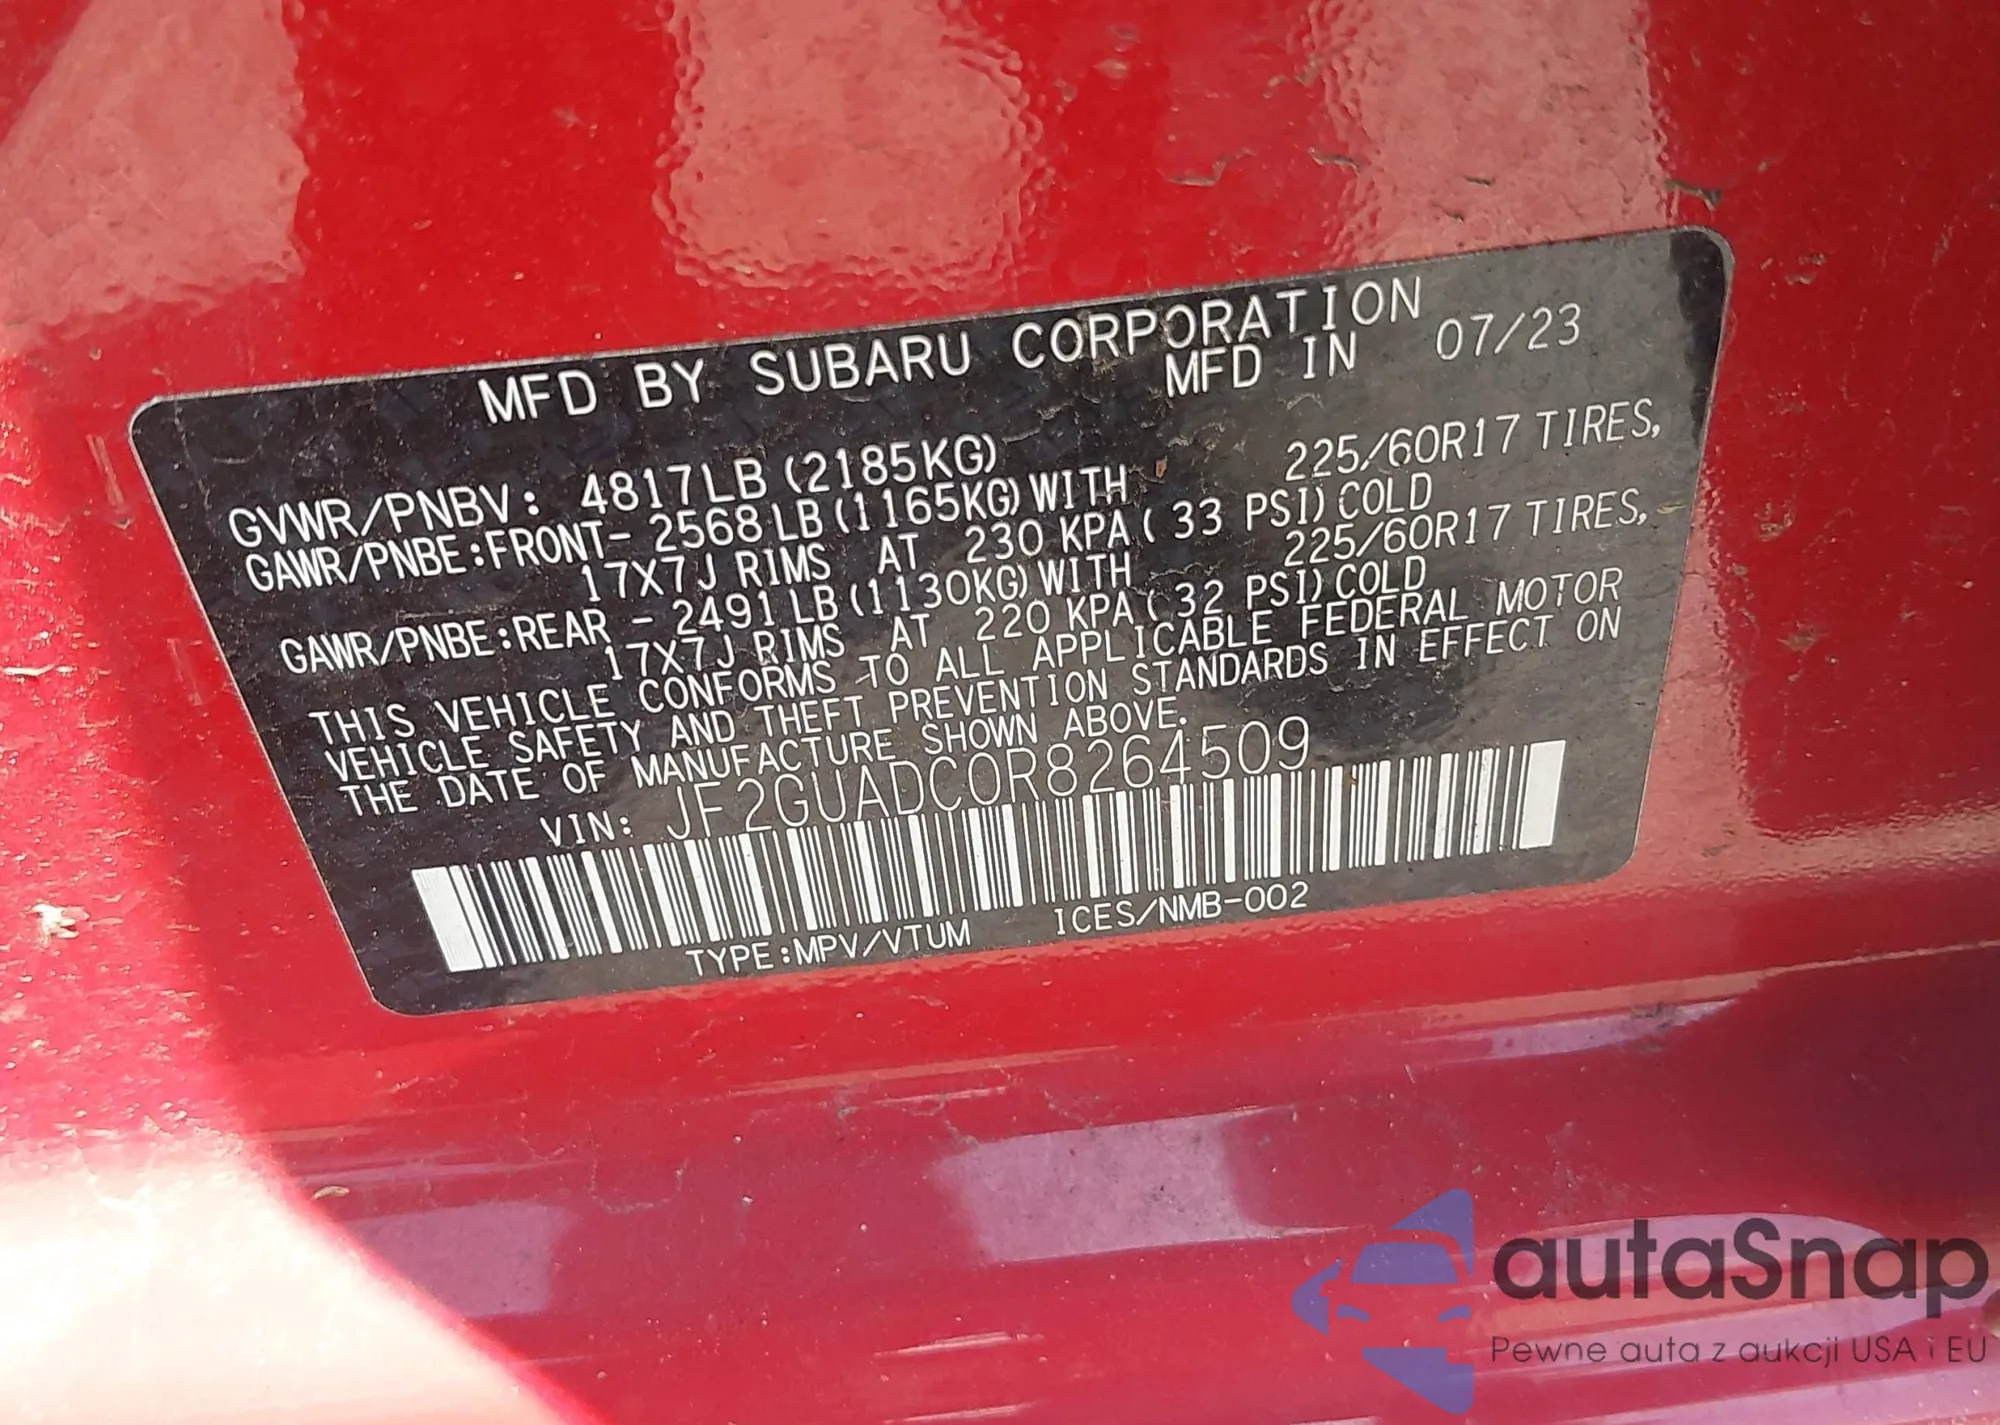 MFD BY SUBARU CORPORATION
MFD IN 07/23
GVWR/PNBV: 4817LB (2185KG)
GAWR/PNBE:FRONT- 2568LB (1165KG) WITH 225/60R17 TIRES,
17X7J RIMS AT 230 KPA ( 33 PSI) COLD
GAWR/PNBE:REAR - 2491LB (1130KG) WITH 225/60R17 TIRES,
17X7J RIMS AT 220 KPA ( 32 PSI) COLD
THIS VEHICLE CONFORMS TO ALL APPLICABLE FEDERAL MOTOR
VEHICLE SAFETY AND THEFT PREVENTION STANDARDS IN EFFECT ON
THE DATE OF MANUFACTURE SHOWN ABOVE.
VIN: JF2GUADC0R8264509
TYPE:MPV/VTUM ICES/NMB-002
autaSnap
Pewne auta z aukcji USA i EU